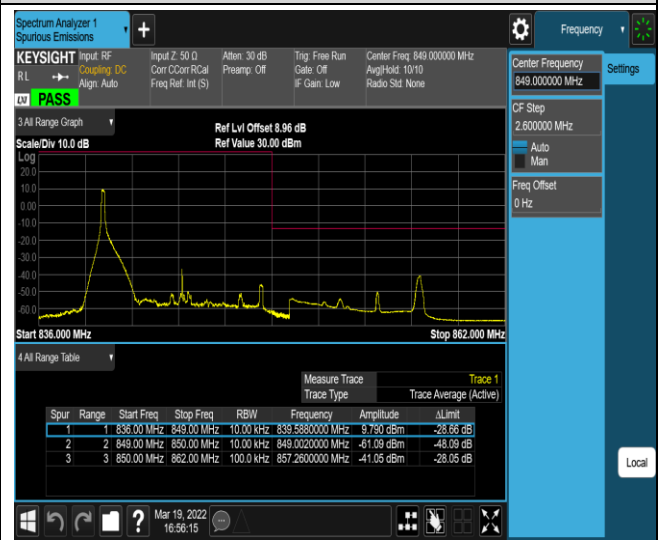 Spectrum Analyzer 1
Spurious Emissions
+
Frequency
KEYSIGHT Input: RF Input Z: 50 Ω Atten: 30 dB Trig: Free Run Center Freq: 849.000000 MHz
RL Coupling: DC Corr CCorr RCal Preamp: Off Gate: Off Avg|Hold: 10/10
Align: Auto Freq Ref: Int (S) IF Gain: Low Radio Std: None
LXI PASS
Center Frequency
849.000000 MHz
Settings
CF Step
2.600000 MHz
Auto
Man
Freq Offset
0 Hz
3 All Range Graph
Ref Lvl Offset 8.96 dB
Scale/Div 10.0 dB Ref Value 30.00 dBm
Log
20.0
10.0
0.00
-10.0
-20.0
-30.0
-40.0
-50.0
-60.0
Start 836.000 MHz Stop 862.000 MHz
4 All Range Table
Measure Trace Trace 1
Trace Type Trace Average (Active)
Spur Range Start Freq Stop Freq RBW Frequency Amplitude ΔLimit
1 1 836.00 MHz 849.00 MHz 10.00 kHz 839.5880000 MHz 9.790 dBm -28.66 dB
2 2 849.00 MHz 850.00 MHz 10.00 kHz 849.0020000 MHz -61.09 dBm -48.09 dB
3 3 850.00 MHz 862.00 MHz 100.0 kHz 857.2600000 MHz -41.05 dBm -28.05 dB
Local
? Mar 19, 2022
16:56:15